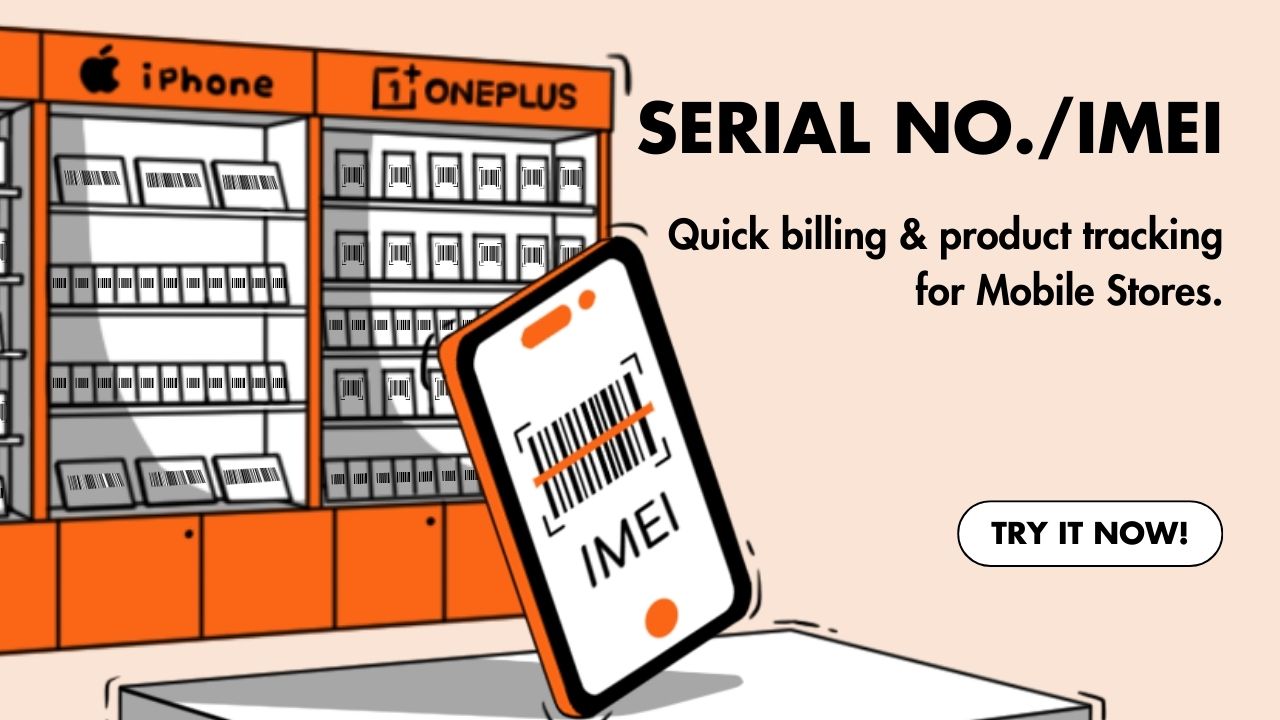 iPhone
1+ ONEPLUS
SERIAL NO./IMEI
Quick billing & product tracking
for Mobile Stores.
IMEI
TRY IT NOW!